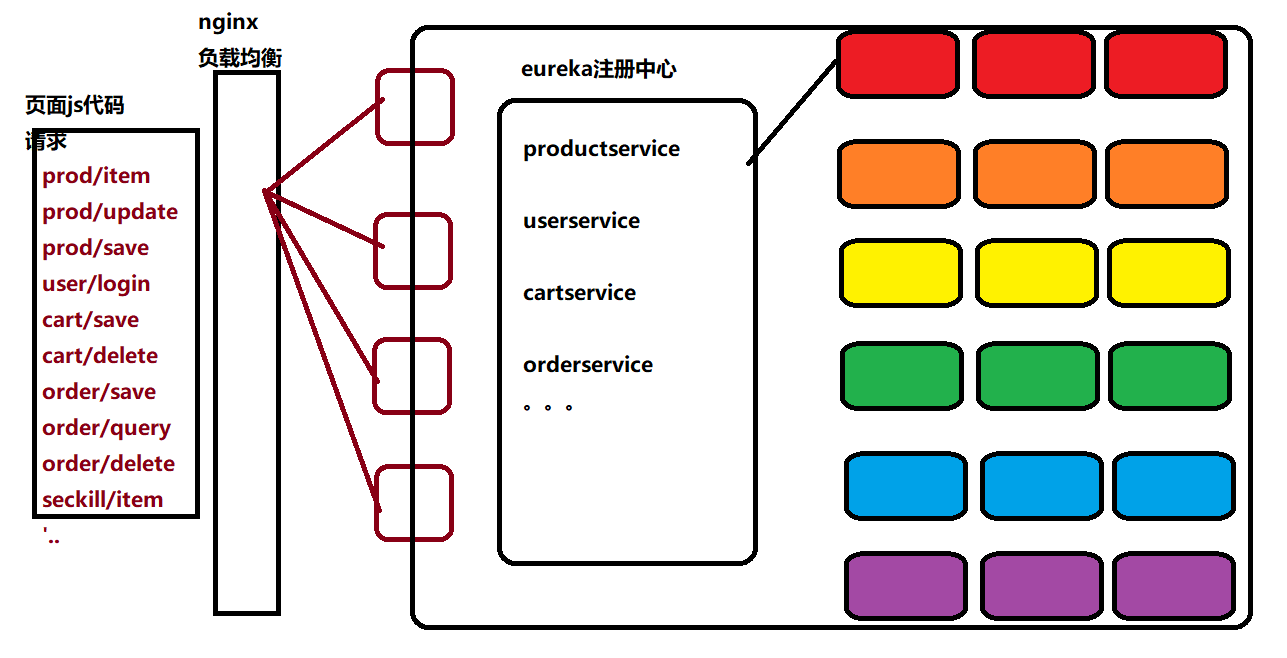 nginx
负载均衡
页面js代码
请求
prod/item
prod/update
prod/save
user/login
cart/save
cart/delete
order/save
order/query
order/delete
seckill/item
'..
eureka注册中心
productservice
userservice
cartservice
orderservice
。。。